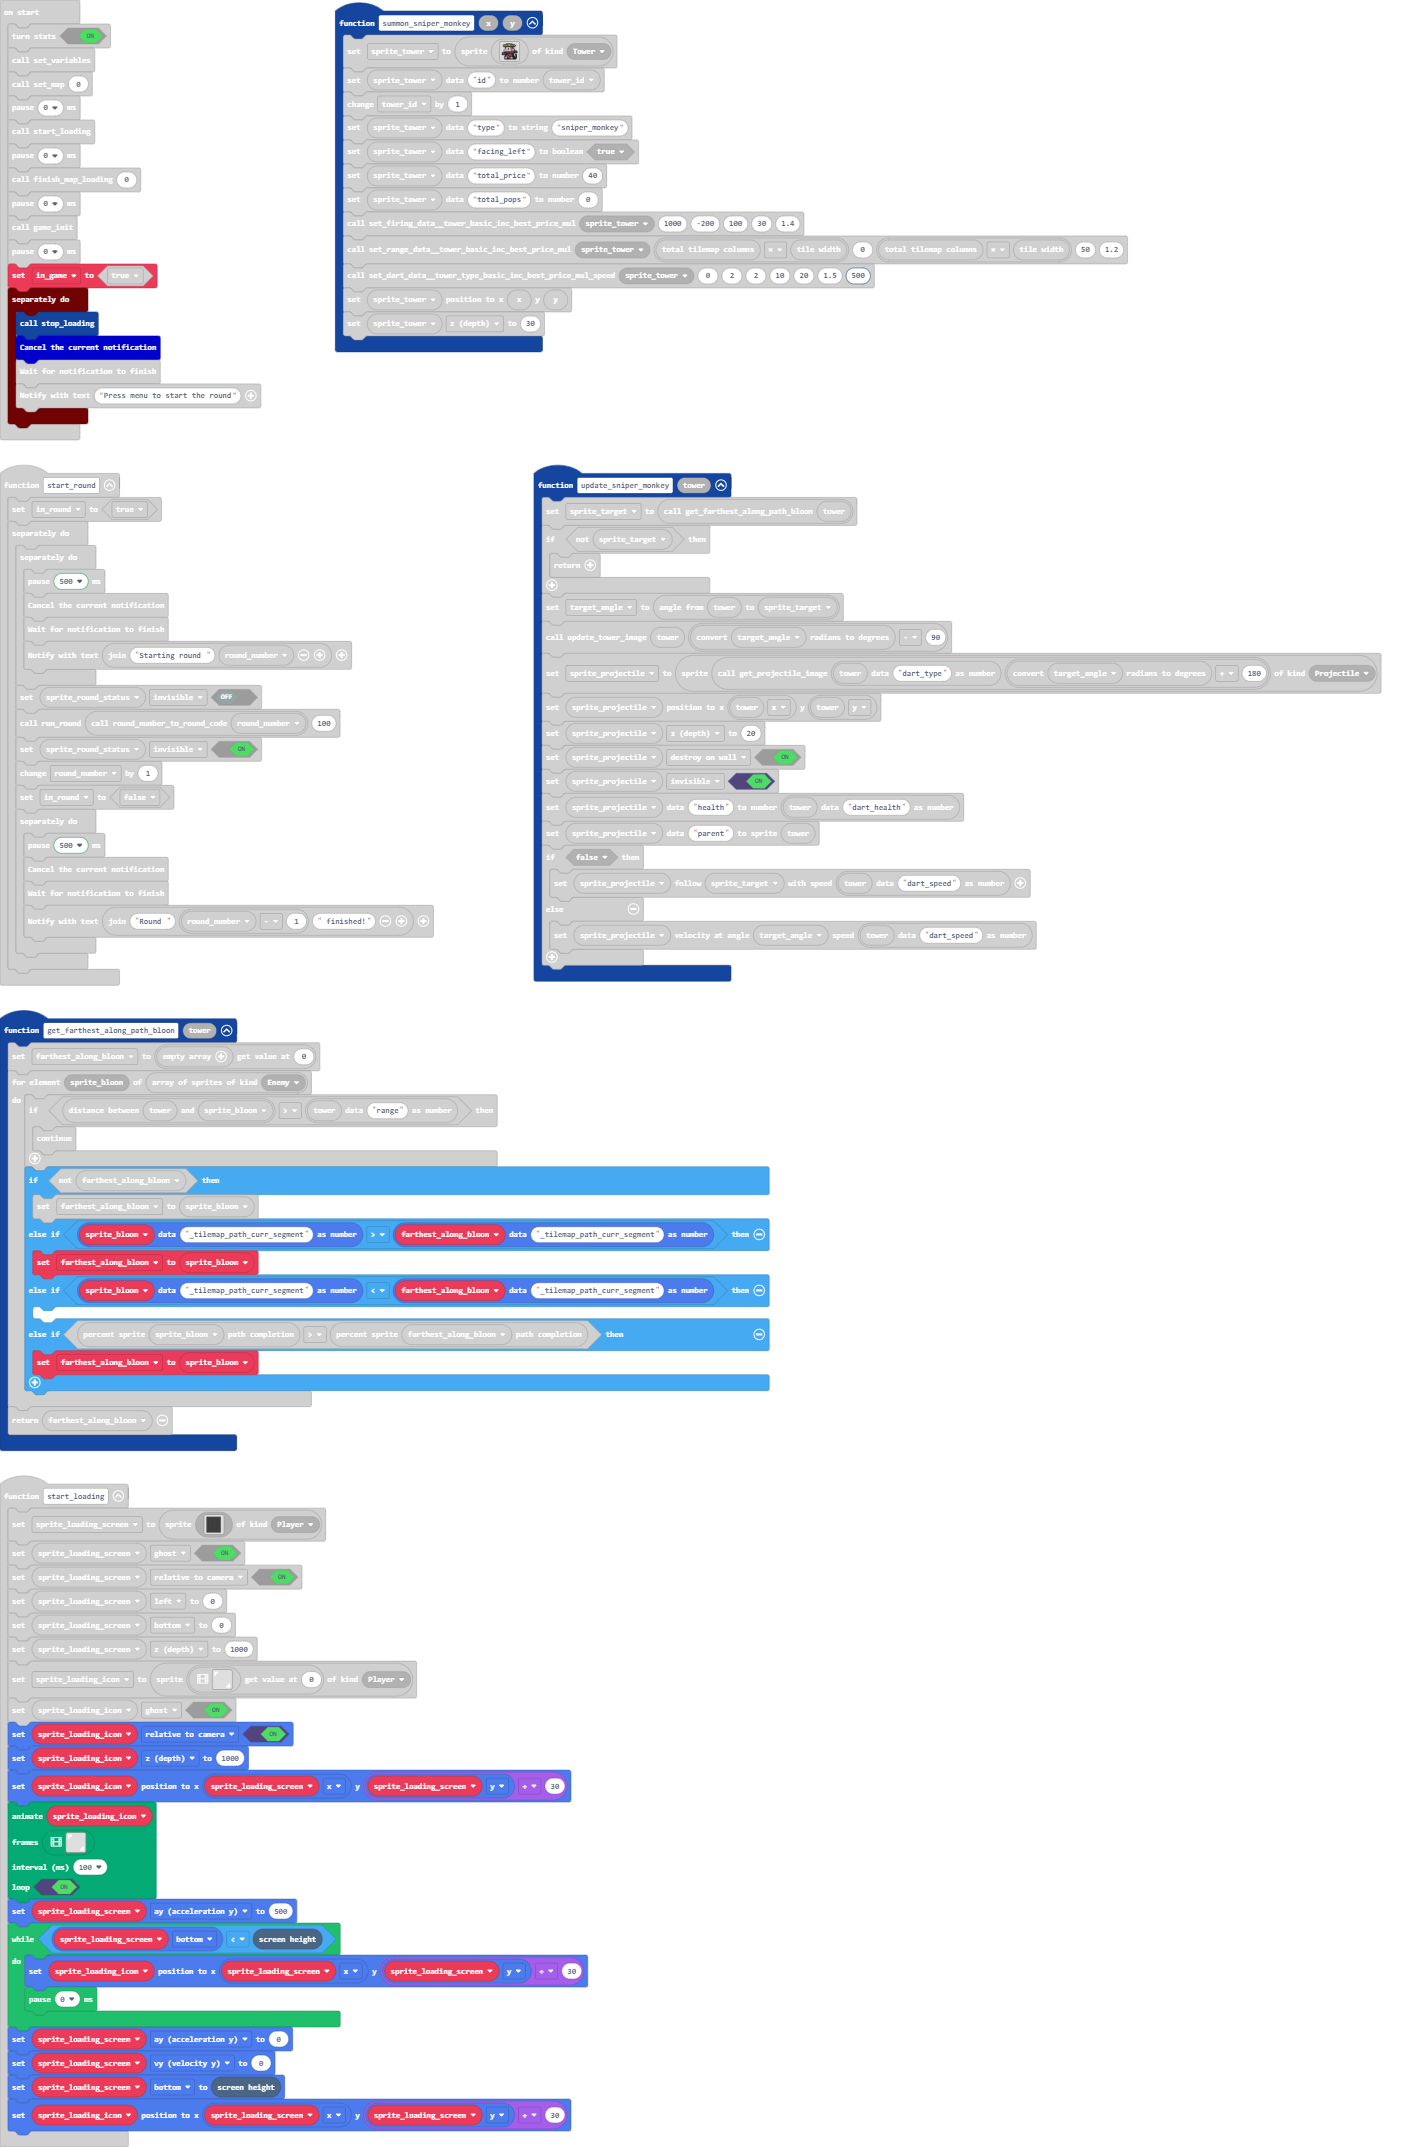 on start
turn stats ON
call set_variables
call set_map 0
pause 0 ms
call start_loading
pause 0 ms
call finish_map_loading 0
pause 0 ms
call game_init
pause 0 ms
set in_game to true
separately do
call stop_loading
Cancel the current notification
Wait for notification to finish
Notify with text "Press menu to start the round"
function summon_sniper_monkey x y
set sprite_tower to sprite of kind Tower
set sprite_tower data "id" to number tower_id
change tower_id by 1
set sprite_tower data "type" to string "sniper_monkey"
set sprite_tower data "facing_left" to boolean true
set sprite_tower data "total_price" to number 40
set sprite_tower data "total_pops" to number 0
call set_firing_data__tower_basic_inc_best_price_mul sprite_tower 1000 -200 100 30 1.4
call set_range_data__tower_basic_inc_best_price_mul sprite_tower total tilemap columns × tile width 0 total tilemap columns × tile width 50 1.2
call set_dart_data__tower_type_basic_inc_best_price_mul_speed sprite_tower 0 2 2 10 20 1.5 500
set sprite_tower position to x x y y
set sprite_tower z (depth) to 30
function start_round
set in_round to true
separately do
separately do
pause 500 ms
Cancel the current notification
Wait for notification to finish
Notify with text join "Starting round " round_number
set sprite_round_status invisible OFF
call run_round call round_number_to_round_code round_number 100
set sprite_round_status invisible ON
change round_number by 1
set in_round to false
separately do
pause 500 ms
Cancel the current notification
Wait for notification to finish
Notify with text join "Round " round_number - 1 " finished!"
function update_sniper_monkey tower
set sprite_target to call get_farthest_along_path_bloon tower
if not sprite_target then
return
set target_angle to angle from tower to sprite_target
call update_tower_image tower convert target_angle radians to degrees - 90
set sprite_projectile to sprite call get_projectile_image tower data "dart_type" as number convert target_angle radians to degrees + 180 of kind Projectile
set sprite_projectile position to x tower x y tower y
set sprite_projectile z (depth) to 20
set sprite_projectile destroy on wall ON
set sprite_projectile invisible ON
set sprite_projectile data "health" to number tower data "dart_health" as number
set sprite_projectile data "parent" to sprite tower
if false then
set sprite_projectile follow sprite_target with speed tower data "dart_speed" as number
else
set sprite_projectile velocity at angle target_angle speed tower data "dart_speed" as number
function get_farthest_along_path_bloon tower
set farthest_along_bloon to empty array get value at 0
for element sprite_bloon of array of sprites of kind Enemy
do
if distance between tower and sprite_bloon > tower data "range" as number then
continue
if not farthest_along_bloon then
set farthest_along_bloon to sprite_bloon
else if sprite_bloon data "_tilemap_path_curr_segment" as number > farthest_along_bloon data "_tilemap_path_curr_segment" as number then
set farthest_along_bloon to sprite_bloon
else if sprite_bloon data "_tilemap_path_curr_segment" as number < farthest_along_bloon data "_tilemap_path_curr_segment" as number then
else if percent sprite sprite_bloon path completion > percent sprite farthest_along_bloon path completion then
set farthest_along_bloon to sprite_bloon
return farthest_along_bloon
function start_loading
set sprite_loading_screen to sprite of kind Player
set sprite_loading_screen ghost ON
set sprite_loading_screen relative to camera ON
set sprite_loading_screen left to 0
set sprite_loading_screen bottom to 0
set sprite_loading_screen z (depth) to 1000
set sprite_loading_icon to sprite get value at 0 of kind Player
set sprite_loading_icon ghost ON
set sprite_loading_icon relative to camera ON
set sprite_loading_icon z (depth) to 1000
set sprite_loading_icon position to x sprite_loading_screen x y sprite_loading_screen y + 30
animate sprite_loading_icon
frames
interval (ms) 100
loop ON
set sprite_loading_screen ay (acceleration y) to 500
while sprite_loading_screen bottom < screen height
do
set sprite_loading_icon position to x sprite_loading_screen x y sprite_loading_screen y + 30
pause 0 ms
set sprite_loading_screen ay (acceleration y) to 0
set sprite_loading_screen vy (velocity y) to 0
set sprite_loading_screen bottom to screen height
set sprite_loading_icon position to x sprite_loading_screen x y sprite_loading_screen y + 30